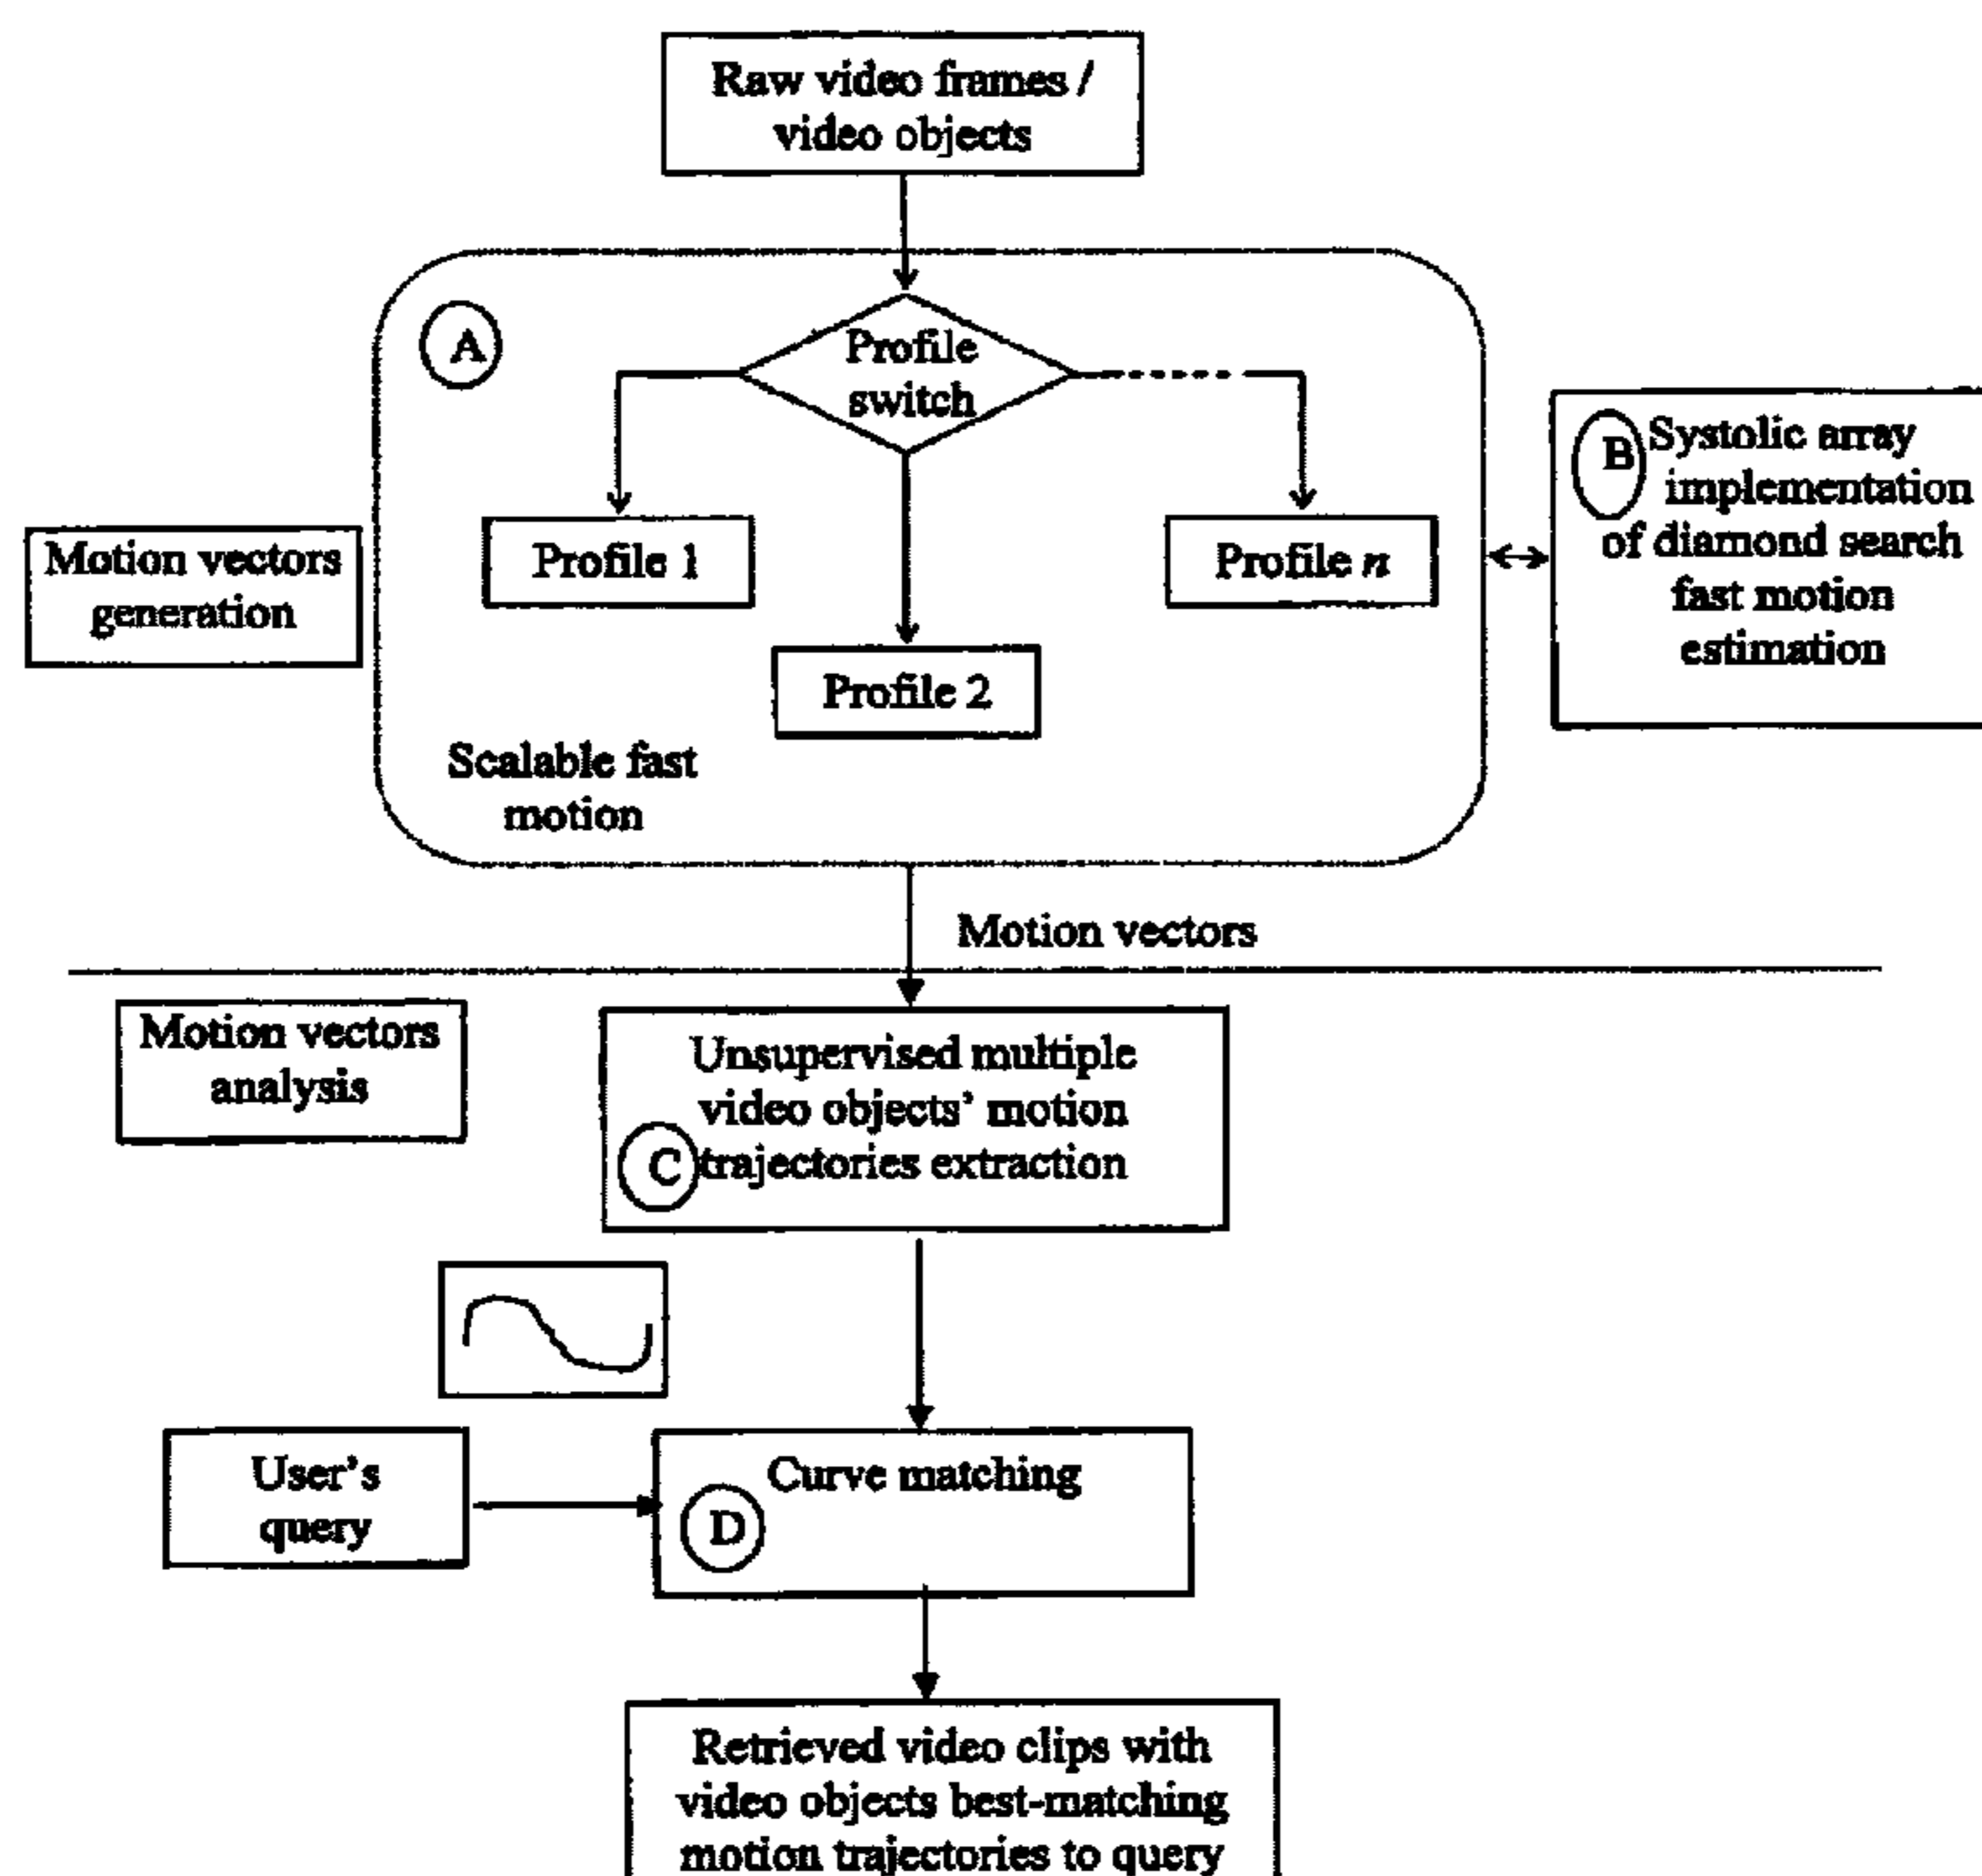 Raw video frames /
video objects
A
Profile
switch
Profile 1
Profile 2
Profile n
Scalable fast
motion
Motion vectors
generation
B
Systolic array
implementation
of diamond search
fast motion
estimation
Motion vectors
Motion vectors
analysis
Unsupervised multiple
video objects' motion
C trajectories extraction
User's
query
Curve matching
D
Retrieved video clips with
video objects best-matching
motion trajectories to query